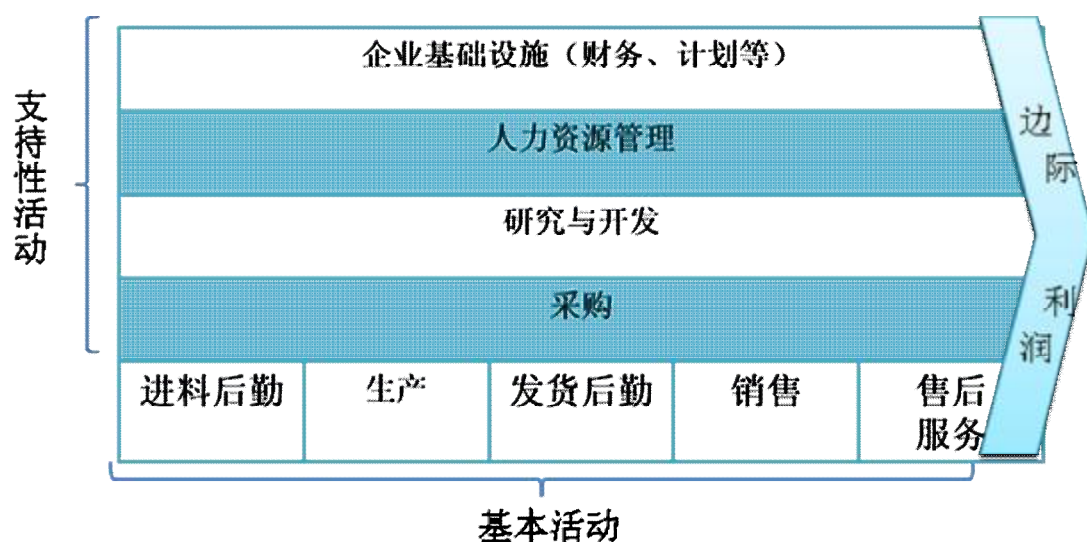 支持性活动
企业基础设施（财务、计划等）
人力资源管理
研究与开发
采购
进料后勤
生产
发货后勤
销售
售后
服务
边际
利润
基本活动